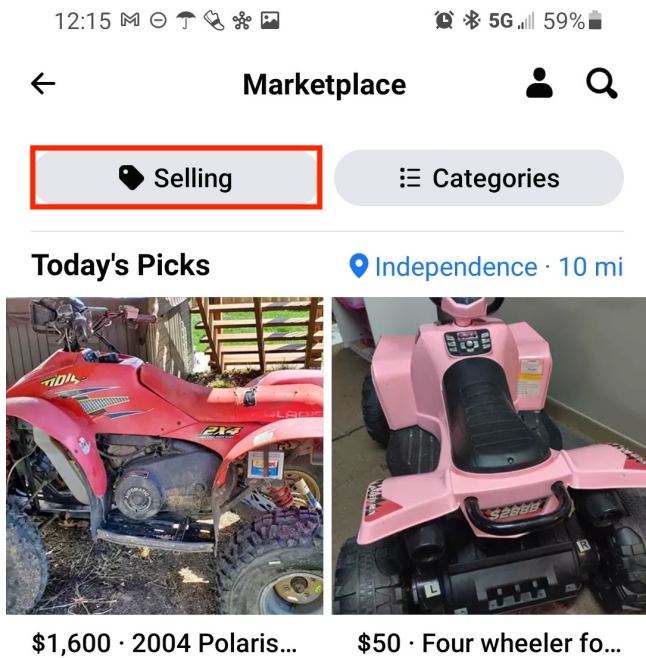 12:15 5G 59%
Marketplace
Selling Categories
Today's Picks Independence · 10 mi
2X4
L
$1,600 · 2004 Polaris... $50 · Four wheeler fo...